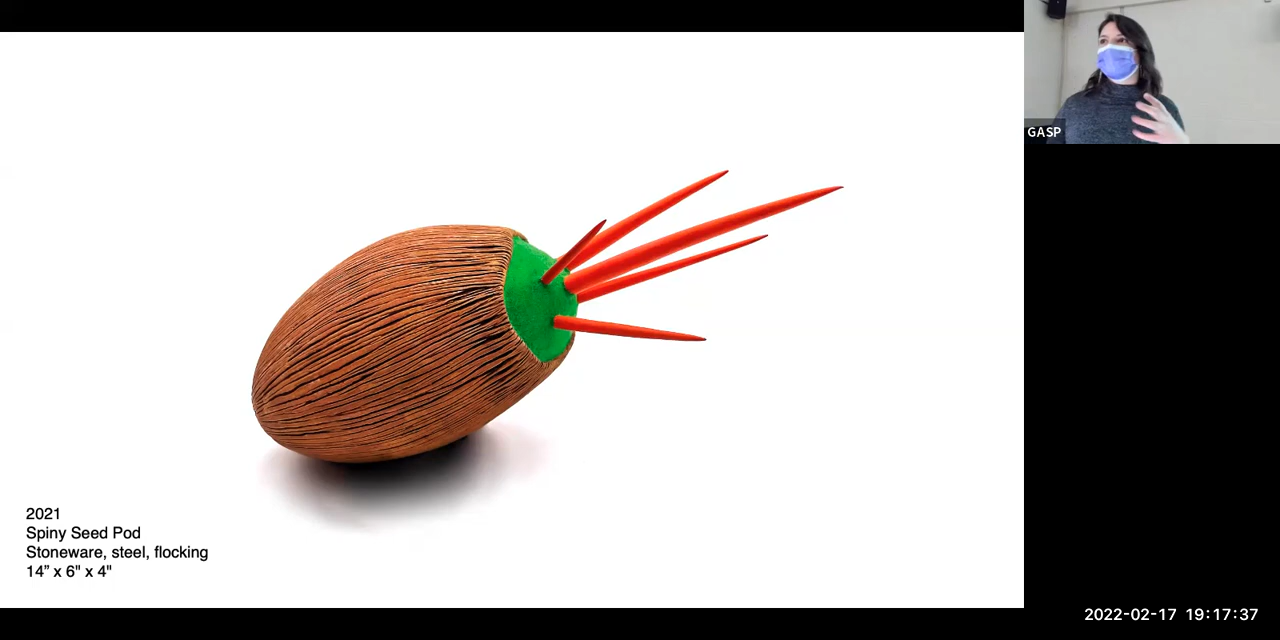 GASP
2021
Spiny Seed Pod
Stoneware, steel, flocking
14” x 6" x 4"
2022-02-17 19:17:37